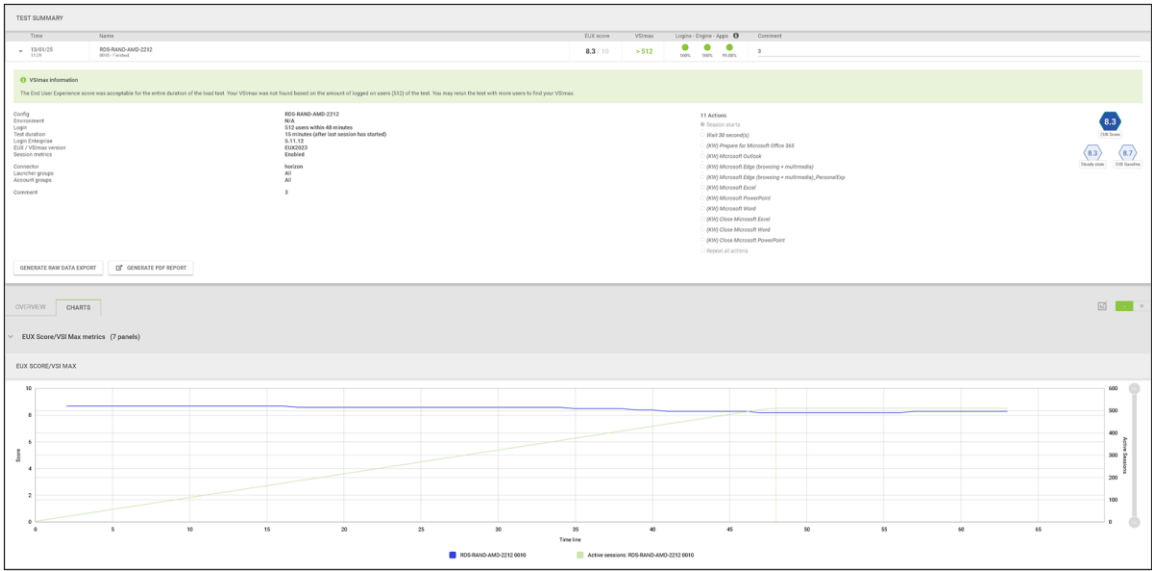 TEST SUMMARY
Time Name EUX score VSImax Logins - Engine - Apps Comment
13/01/25 RDS-RAND-AMD-2212 8.3 / 10 > 512 100% 100% 3
VSImax information
The End User Experience score was acceptable for the entire duration of the load test. Your VSImax was not found based on the amount of logged on users (512) of the test. You may rerun the test with more users to find your VSImax.
Config RDS-RAND-AMD-2212
Environment N/A
Login 512 users within 48 minutes
Test duration 15 minutes (after last session has started)
Login Enterprise 5.11.12
EUX / VSImax version EUX2023
Session metrics Enabled
Connector horizon
Launcher groups All
Account groups All
Comment 3
11 Actions
Session starts
Wait 30 second(s)
(KW) Prepare for Microsoft Office 365
(KW) Microsoft Outlook
(KW) Microsoft Edge (browsing + multimedia)
(KW) Microsoft Edge (browsing + multimedia)_PersonalExp
(KW) Microsoft Excel
(KW) Microsoft PowerPoint
(KW) Microsoft Word
(KW) Close Microsoft Excel
(KW) Close Microsoft Word
(KW) Close Microsoft PowerPoint
Repeat all actions
8.3
EUX Score
8.3 8.7
Steady state EUX Baseline
GENERATE RAW DATA EXPORT GENERATE PDF REPORT
OVERVIEW CHARTS
EUX Score/VSI Max metrics (7 panels)
EUX SCORE/VSI MAX
10 600
8 500
400
6 300
4 200
2 100
0 0
Score
Active Sessions
0 5 10 15 20 25 30 35 40 45 50 55 60 65
Time line
RDS-RAND-AMD-2212 0010 Active sessions: RDS-RAND-AMD-2212 0010